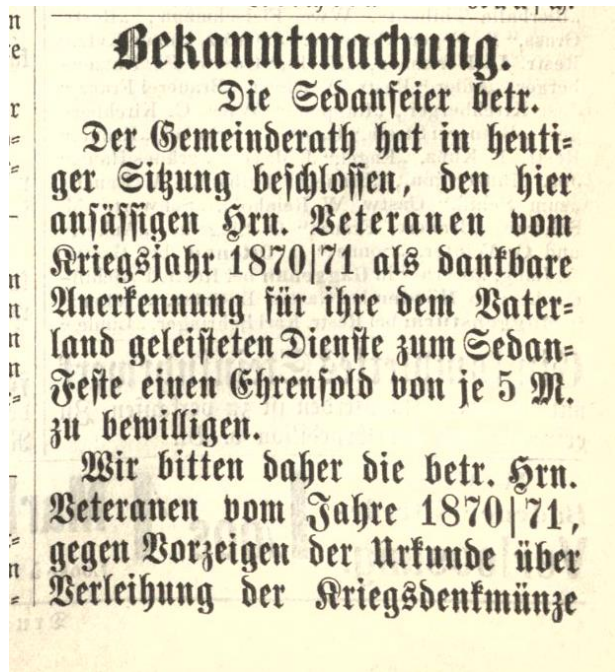 Bekanntmachung.
Die Sedanfeier betr.
Der Gemeinderath hat in heuti-
ger Sitzung beschlossen, den hier
ansässigen Hrn. Veteranen vom
Kriegsjahr 1870/71 als dankbare
Anerkennung für ihre dem Vater-
land geleisteten Dienste zum Sedan-
Feste einen Ehrensold von je 5 M.
zu bewilligen.
Wir bitten daher die betr. Hrn.
Veteranen vom Jahre 1870/71,
gegen Vorzeigen der Urkunde über
Verleihung der Kriegsdenkmünze